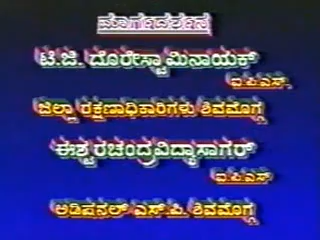 ಮಾರ್ಗದರ್ಶನ
ಟಿ.ಜಿ. ದೊರೇಸ್ವಾಮಿನಾಯಕ್
ಐ.ಪಿ.ಎಸ್.
ಜಿಲ್ಲಾ ರಕ್ಷಣಾಧಿಕಾರಿಗಳು ಶಿವಮೊಗ್ಗ
ಈಶ್ವರಚಂದ್ರವಿದ್ಯಾಸಾಗರ್
ಐ.ಪಿ.ಎಸ್
ಅಡಿಷನಲ್ ಎಸ್.ಪಿ. ಶಿವಮೊಗ್ಗ